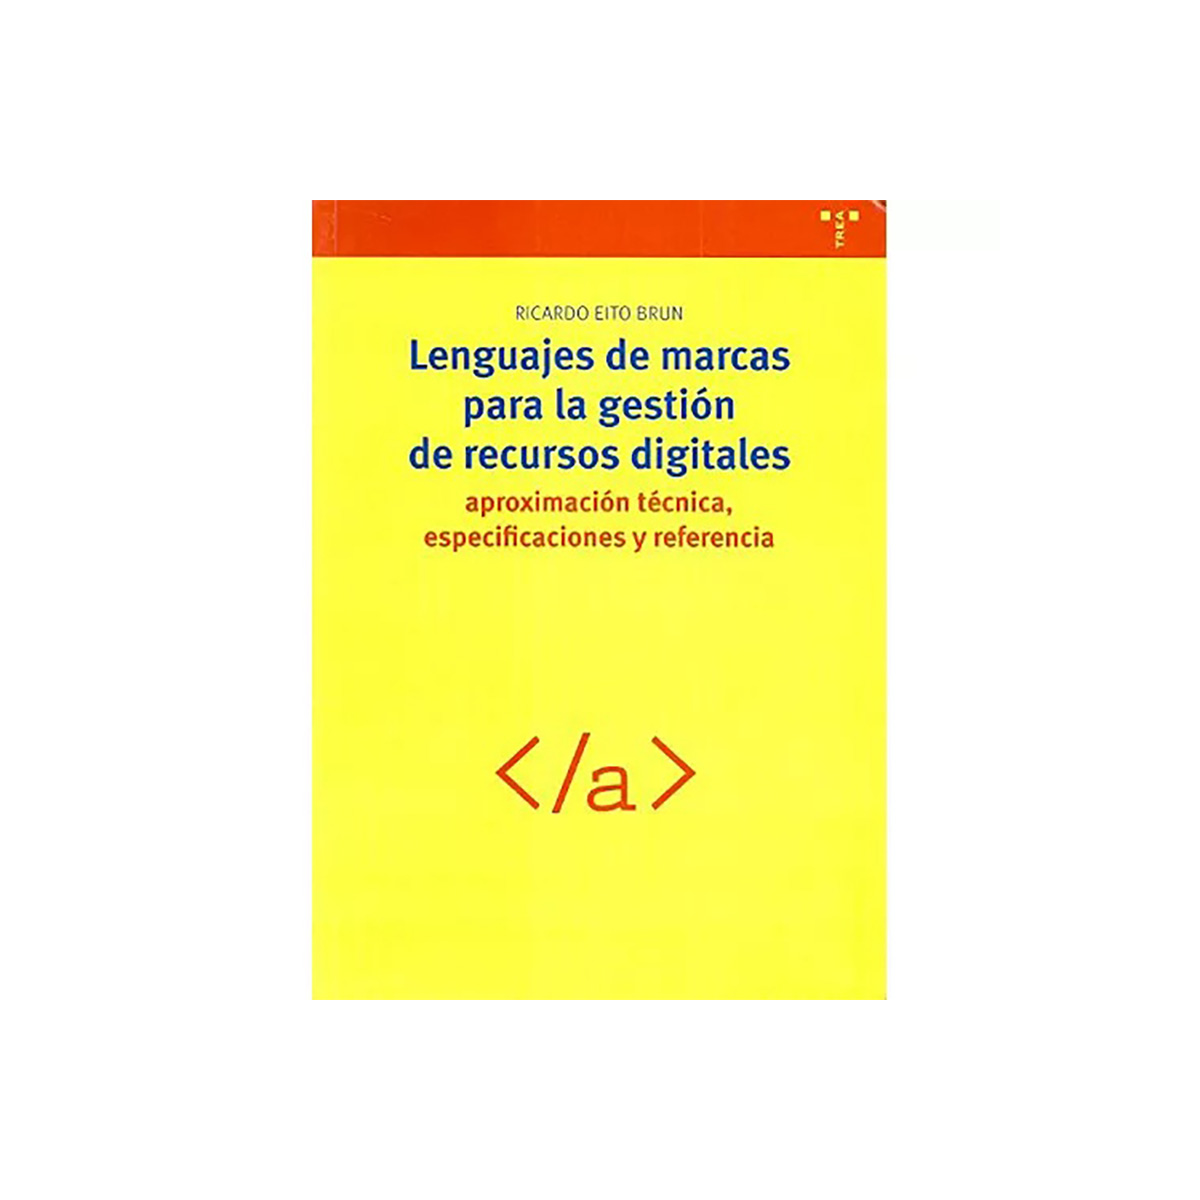 TREA
RICARDO EITO BRUN
Lenguajes de marcas
para la gestión
de recursos digitales
aproximación técnica,
especificaciones y referencia
</a>